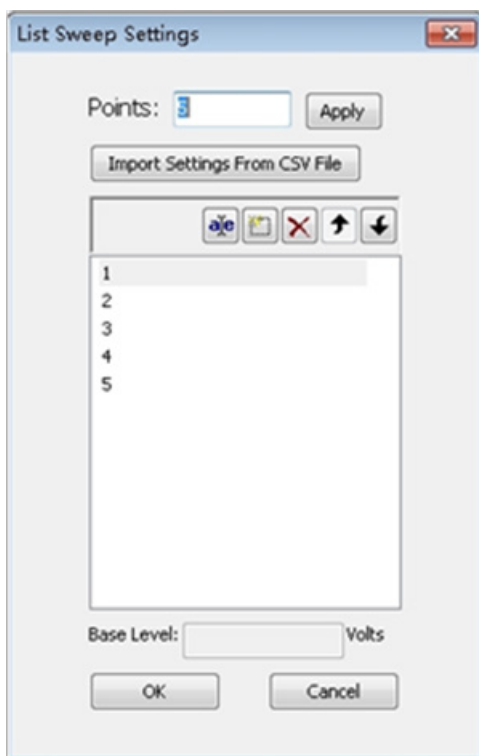 List Sweep Settings
Points: 5 Apply
Import Settings From CSV File
a|e
1
2
3
4
5
Base Level: Volts
OK Cancel